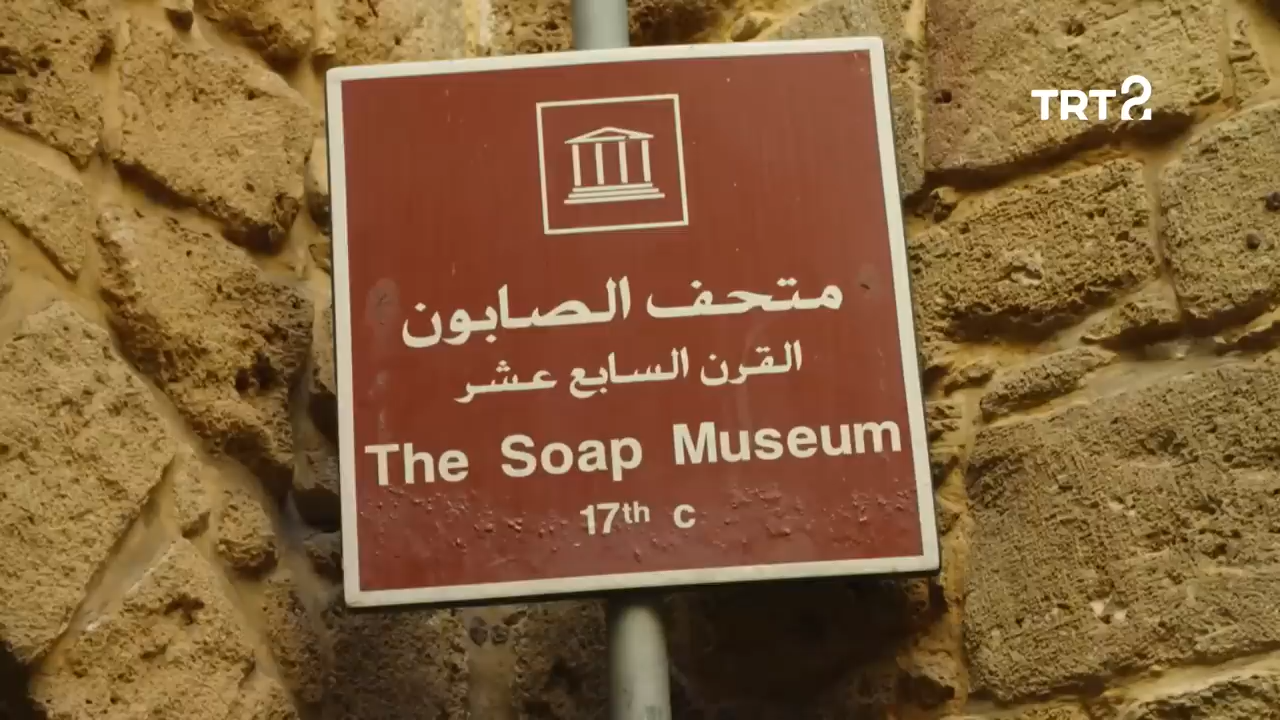 TRT2
متحف الصابون
القرن السابع عشر
The Soap Museum
17th c